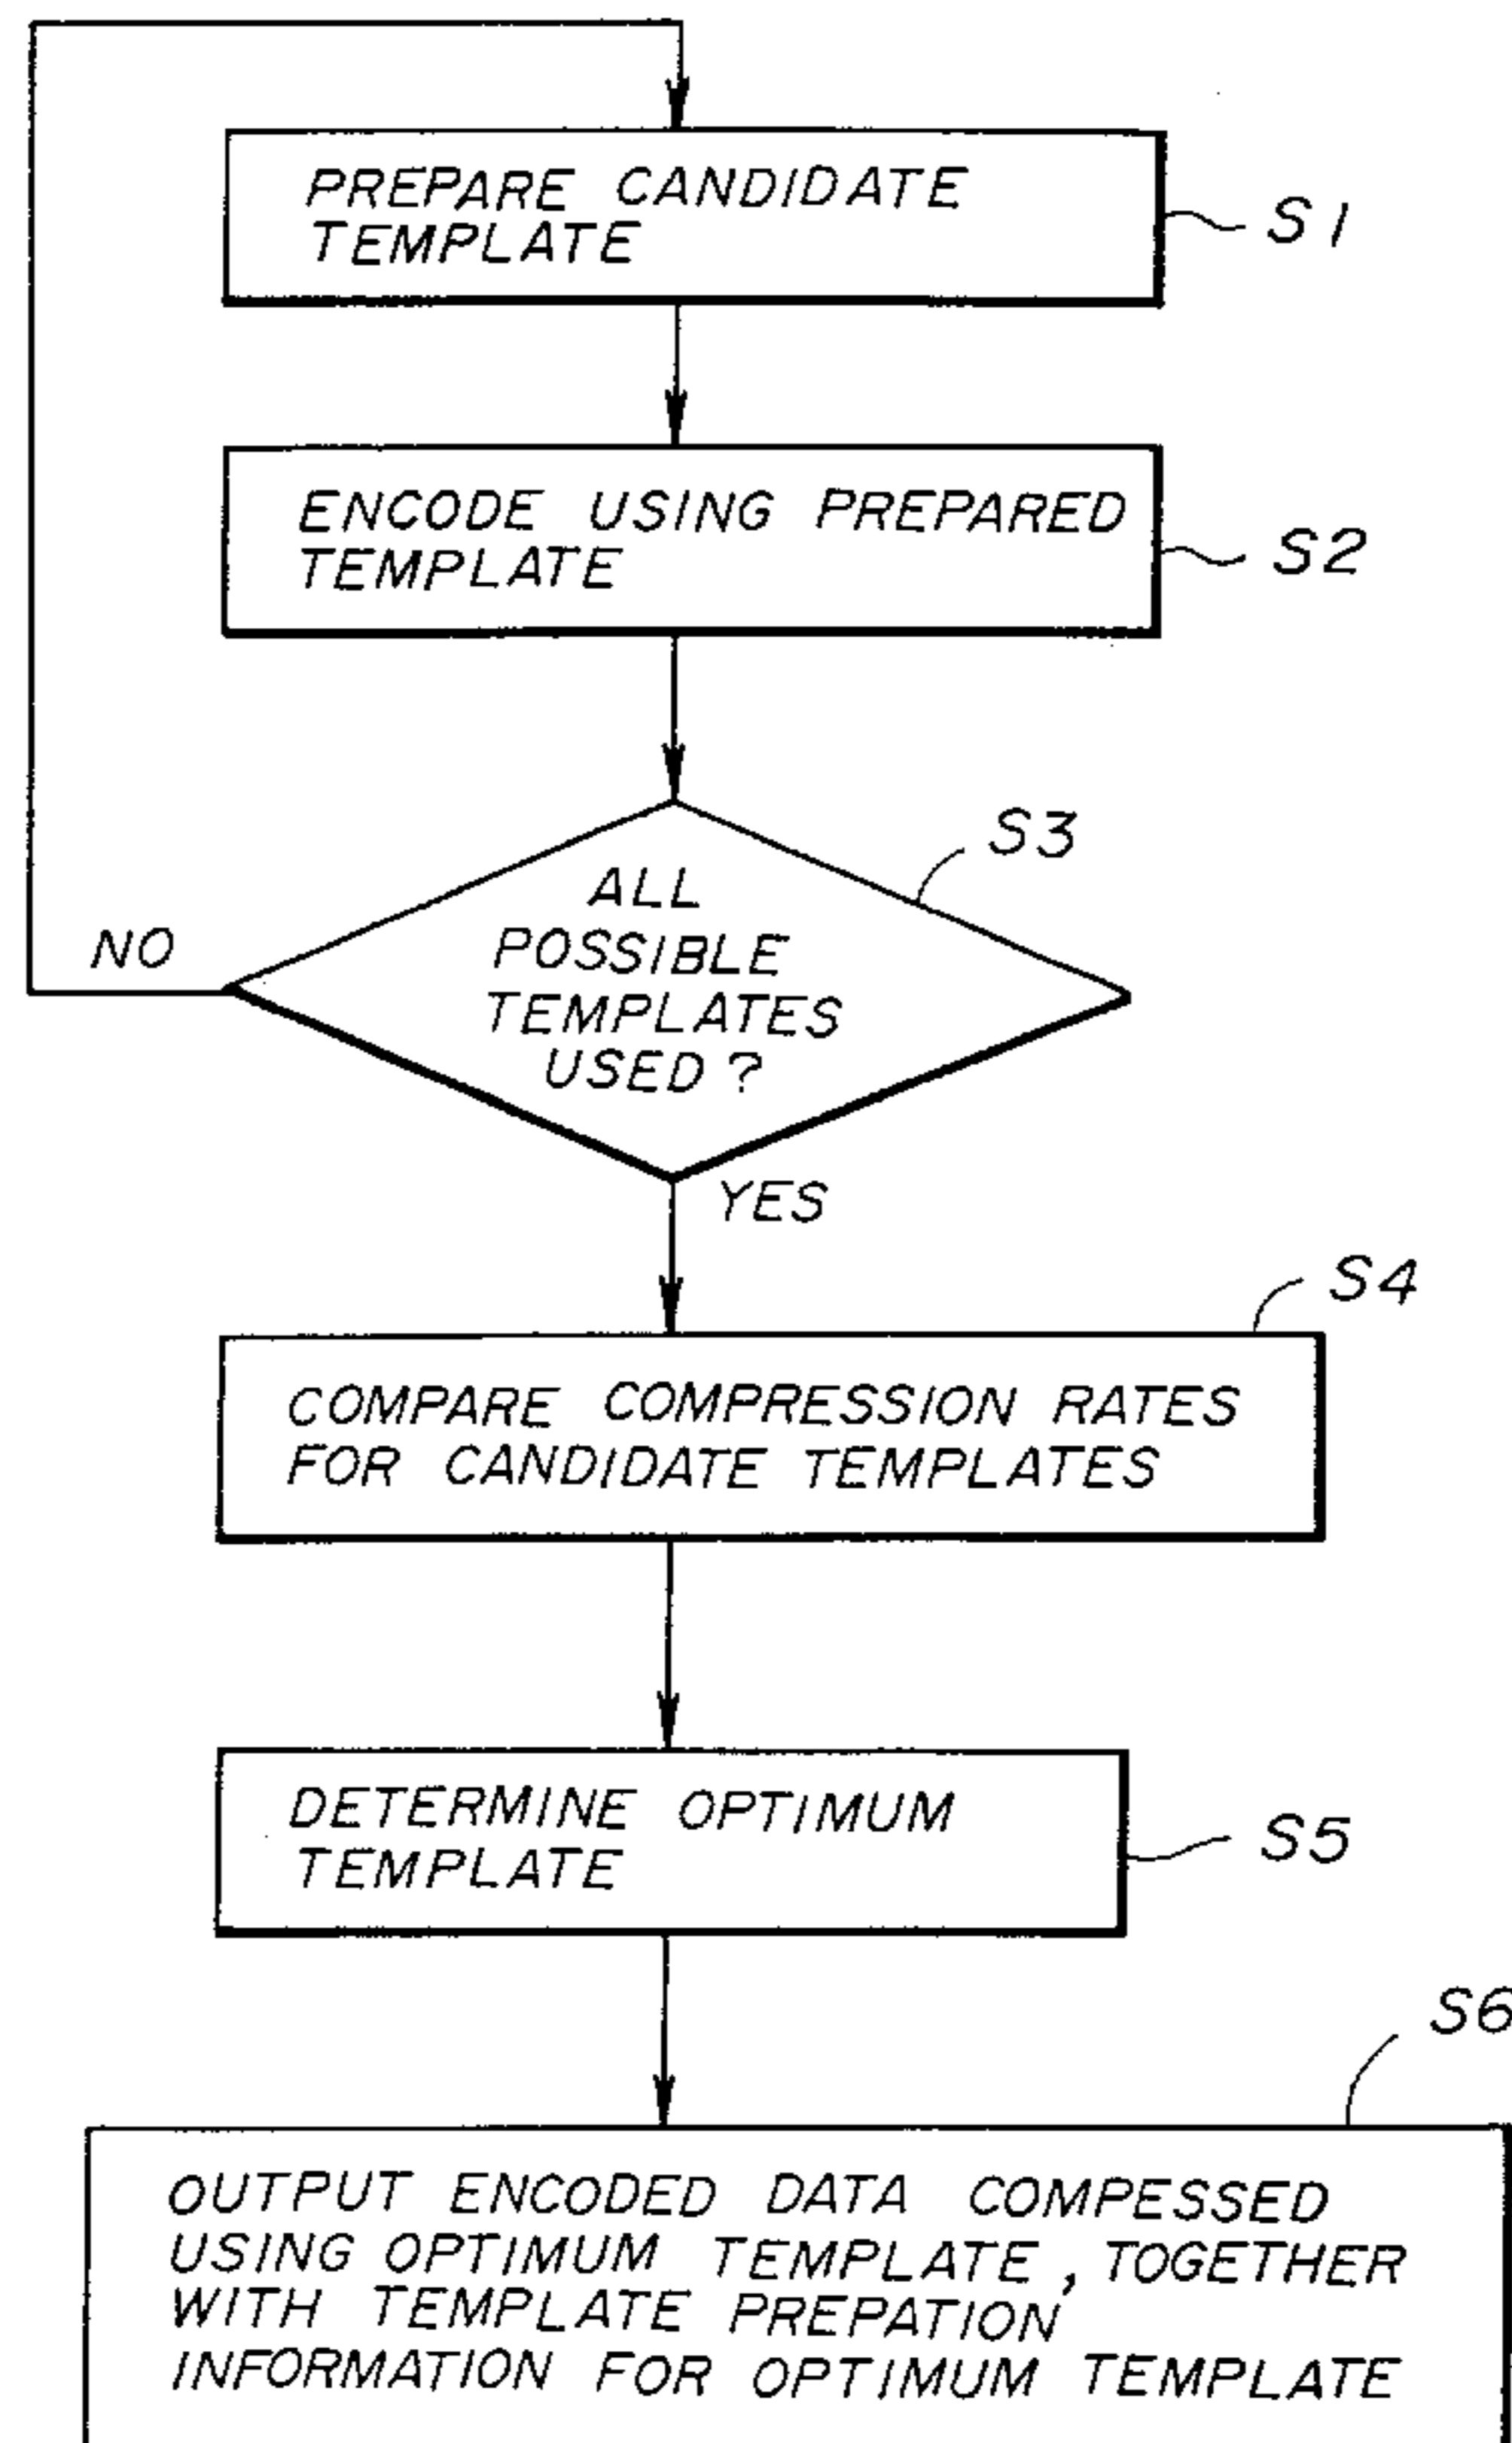 PREPARE CANDIDATE
TEMPLATE
S1
ENCODE USING PREPARED
TEMPLATE
S2
S3
ALL
POSSIBLE
TEMPLATES
USED?
NO
YES
S4
COMPARE COMPRESSION RATES
FOR CANDIDATE TEMPLATES
DETERMINE OPTIMUM
TEMPLATE
S5
S6
OUTPUT ENCODED DATA COMPESSED
USING OPTIMUM TEMPLATE, TOGETHER
WITH TEMPLATE PREPATION
INFORMATION FOR OPTIMUM TEMPLATE